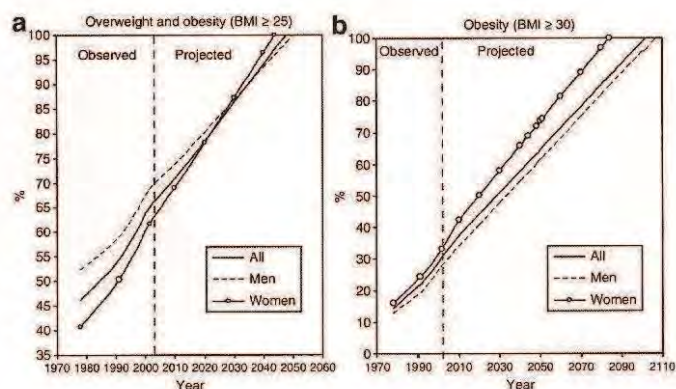 a
Overweight and obesity (BMI ≥ 25)
Observed
Projected
100
95
90
85
80
75
70
65
60
55
50
45
40
35
%
All
Men
Women
1970 1980 1990 2000 2010 2020 2030 2040 2050 2060
Year
b
Obesity (BMI ≥ 30)
Observed
Projected
100
90
80
70
60
50
40
30
20
10
0
%
All
Men
Women
1970 1990 2010 2030 2050 2070 2090 2110
Year